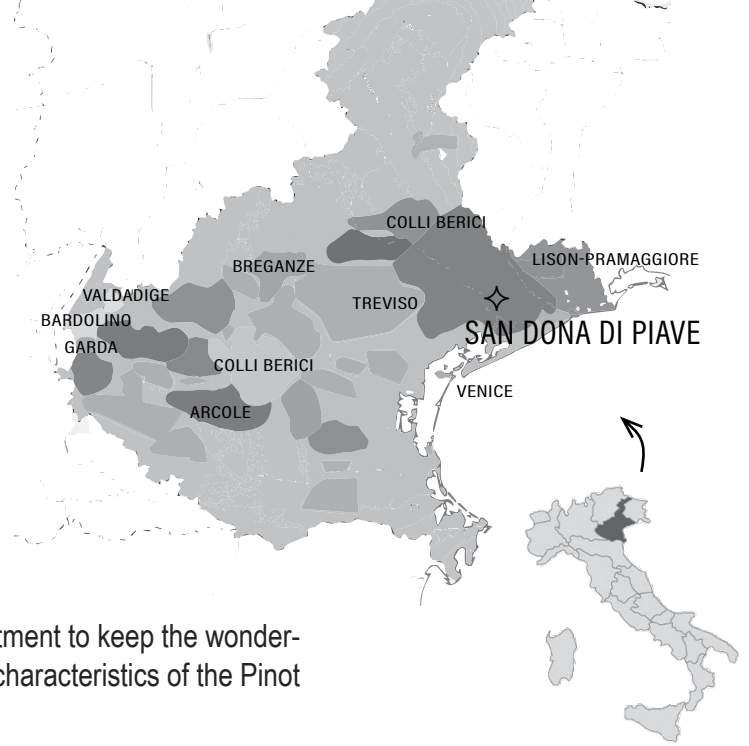 COLLI BERICI
LISON-PRAMAGGIORE
BREGANZE
VALDADIGE
TREVISO
BARDOLINO
SAN DONA DI PIAVE
GARDA
COLLI BERICI
VENICE
ARCOLE
tment to keep the wonder-
characteristics of the Pinot